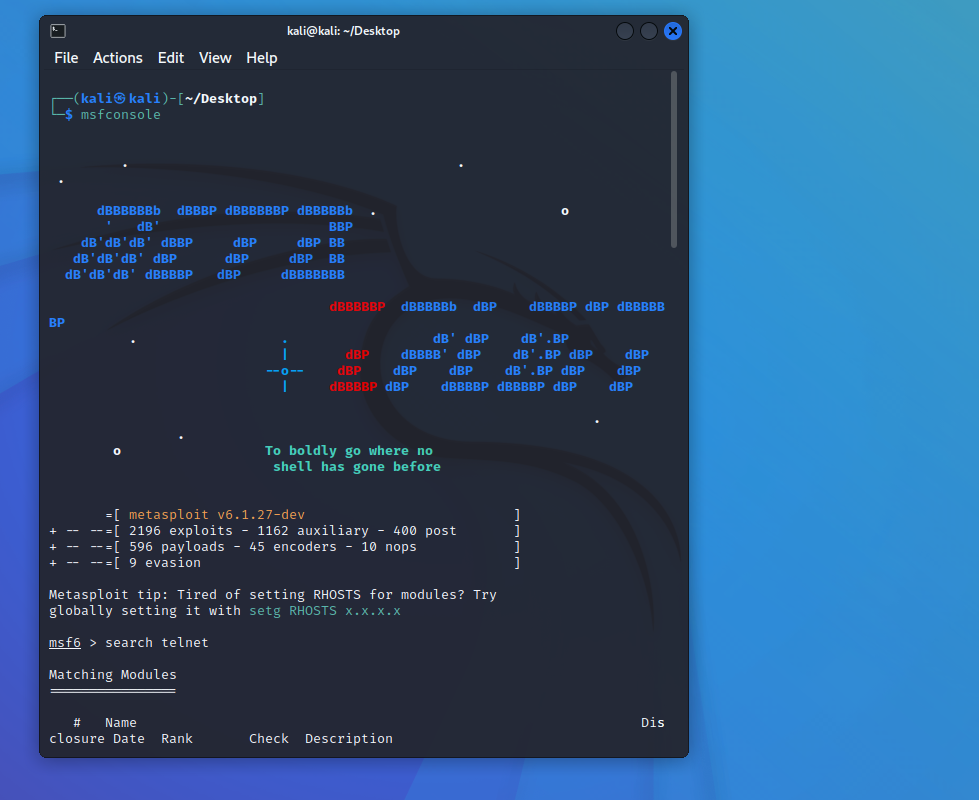 kali@kali: ~/Desktop
File Actions Edit View Help
┌──(kali㉿kali)-[~/Desktop]
└─$ msfconsole
      dBBBBBBb  dBBBP dBBBBBBP dBBBBBb  .                       o
       '   dB'                     BBP
    dB'dB'dB' dBBP     dBP     dBP BB
   dB'dB'dB' dBP      dBP     dBP  BB
  dB'dB'dB' dBBBBP   dBP     dBBBBBBB
                                   dBBBBBP  dBBBBBb  dBP    dBBBBP dBP dBBBBB
BP
          .                  .                  dB' dBP    dB'.BP
                             |       dBP    dBBBB' dBP    dB'.BP dBP    dBP
                           --o--    dBP    dBP    dBP    dB'.BP dBP    dBP
                             |     dBBBBP dBP    dBBBBP dBBBBP dBP    dBP
        o                  To boldly go where no
                            shell has gone before
       =[ metasploit v6.1.27-dev                          ]
+ -- --=[ 2196 exploits - 1162 auxiliary - 400 post       ]
+ -- --=[ 596 payloads - 45 encoders - 10 nops            ]
+ -- --=[ 9 evasion                                       ]
Metasploit tip: Tired of setting RHOSTS for modules? Try
globally setting it with setg RHOSTS x.x.x.x
msf6 > search telnet
Matching Modules
================
   #   Name                                                               Dis
closure Date  Rank       Check  Description